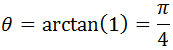 θ = arctan(1) = π/4